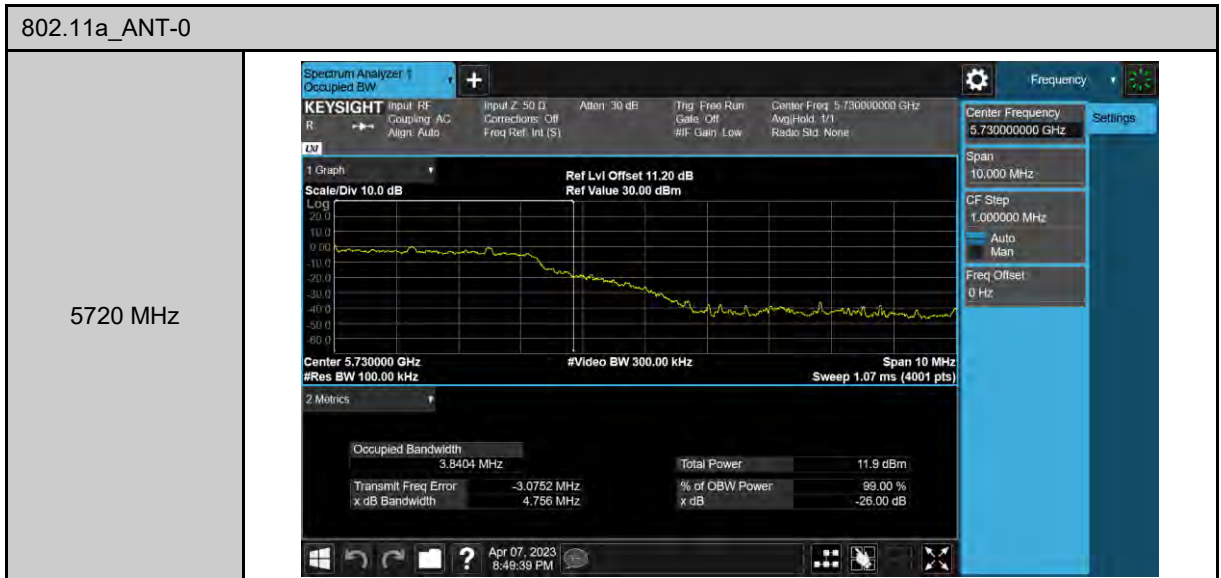 802.11a_ANT-0
5720 MHz
Spectrum Analyzer 1
Occupied BW
+
Frequency
KEYSIGHT
R
LXI
Input: RF
Coupling: AC
Align: Auto
Input Z: 50 Ω
Corrections: Off
Freq Ref: Int (S)
Atten: 30 dB
Trig: Free Run
Gate: Off
#IF Gain: Low
Center Freq: 5.730000000 GHz
Avg|Hold: 1/1
Radio Std: None
Center Frequency
5.730000000 GHz
Settings
Span
10.000 MHz
CF Step
1.000000 MHz
Auto
Man
Freq Offset
0 Hz
1 Graph
Scale/Div 10.0 dB
Ref Lvl Offset 11.20 dB
Ref Value 30.00 dBm
Log
20.0
10.0
0.00
-10.0
-20.0
-30.0
-40.0
-50.0
-60.0
Center 5.730000 GHz
#Res BW 100.00 kHz
#Video BW 300.00 kHz
Span 10 MHz
Sweep 1.07 ms (4001 pts)
2 Metrics
Occupied Bandwidth
3.8404 MHz
Total Power 11.9 dBm
Transmit Freq Error -3.0752 MHz
% of OBW Power 99.00 %
x dB Bandwidth 4.756 MHz
x dB -26.00 dB
?
Apr 07, 2023
8:49:39 PM